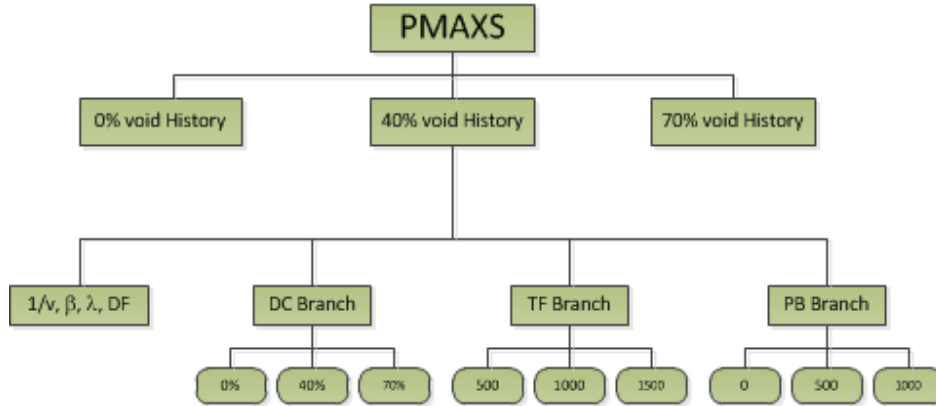 PMAXS
0% void History
40% void History
70% void History
1/v, β, λ, DF
DC Branch
TF Branch
PB Branch
0%
40%
70%
500
1000
1500
0
500
1000